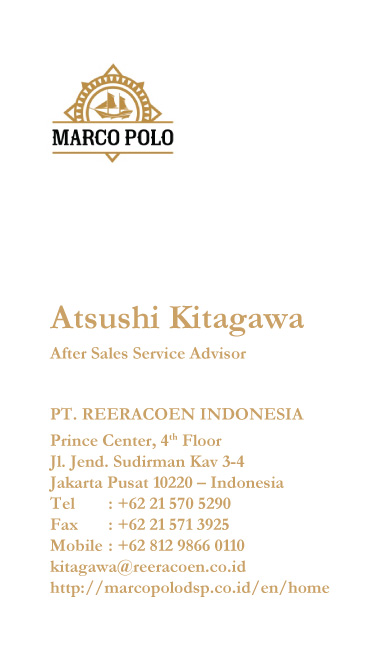 MARCO POLO
Atsushi Kitagawa
After Sales Service Advisor
PT. REERACOEN INDONESIA
Prince Center, 4th Floor
Jl. Jend. Sudirman Kav 3-4
Jakarta Pusat 10220 – Indonesia
Tel : +62 21 570 5290
Fax : +62 21 571 3925
Mobile : +62 812 9866 0110
kitagawa@reeracoen.co.id
http://marcopolodsp.co.id/en/home